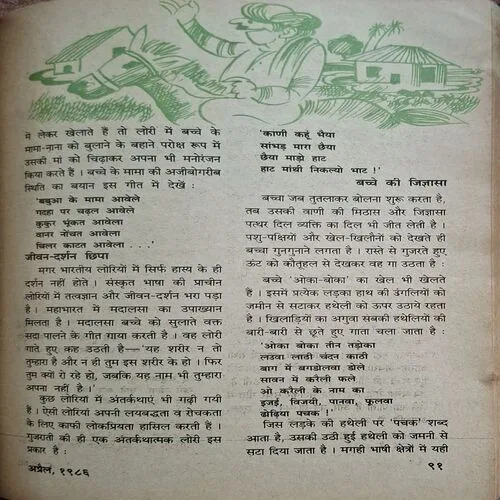 में लेकर खेलाते हैं तो लोरी में बच्चे के
मामा-नाना को बुलाने के बहाने परोक्ष रूप में
उसकी मां को चिढ़ाकर अपना भी मनोरंजन
किया करते हैं । बच्चे के मामा की अजीबोगरीब
स्थिति का बयान इस गीत में देखें :
'बबुआ के मामा आवेले
गदहा पर चढ़ल आवेले
कुकुर भूंकत आवेला
वानर नोचत आवेला
चिलर काटत आवेला . . .'
जीवन-दर्शन छिपा
मगर भारतीय लोरियों में सिर्फ हास्य के ही
दर्शन नहीं होते । संस्कृत भाषा की प्राचीन
लोरियों में तत्वज्ञान और जीवन-दर्शन भरा पड़ा
है । महाभारत में मदालसा का उपाख्यान
मिलता है । मदालसा बच्चे को सुलाते वक्त
सदा पालने के गीत गाया करती है । वह लोरी
गाते हुए कह उठती है—'यह शरीर न तो
तुम्हारा है और न ही तुम इस शरीर के हो । फिर
तुम क्यों रो रहे हो, जबकि यह नाम भी तुम्हारा
अपना नहीं है ।'
कुछ लोरियों में अंतर्कथाएं भी गढ़ी गयी
हैं । ऐसी लोरियां अपनी लयबद्धता व रोचकता
के लिए काफी लोकप्रियता हासिल करती हैं ।
गुजराती की ही एक अंतर्कथात्मक लोरी इस
प्रकार है :
अप्रैल, १९८६
'काणी कहूं भैया
सांभड़ मारा छैया
छैया माड़ो हाट
हाट मांथी निकल्यो भाट !'
बच्चे की जिज्ञासा
बच्चा जब तुतलाकर बोलना शुरू करता है,
तब उसकी वाणी की मिठास और जिज्ञासा
पत्थर दिल व्यक्ति का दिल भी जीत लेती है ।
पशु-पक्षियों और खेल-खिलौनों को देखते ही
बच्चा गुनगुनाने लगता है । रास्ते से गुजरते हुए
ऊंट को कौतूहल से देखकर वह गा उठता है :
बच्चे 'ओका-बोका' का खेल भी खेलते
हैं । इसमें प्रत्येक लड़का हाथ की उंगलियों को
जमीन से सटाकर हथेली को ऊपर उठाये रहता
है । खिलाड़ियों का अगुवा सबकी हथेलियों को
बारी-बारी से छूते हुए गाता चला जाता है :
'ओका बोका तीन तड़ोका
लउवा लाठी चंदन काठी
बाग में बगडोलवा डोले
सावन में करैली फले
ओ करैली के नाम का
इजई, विजयी, पानवा, फूलवा
ढोढ़िया पचक !'
जिस लड़के की हथेली पर 'पचक' शब्द
आता है, उसकी उठी हुई हथेली को जमनी से
सटा दिया जाता है । मगही भाषी क्षेत्रों में यही
९१